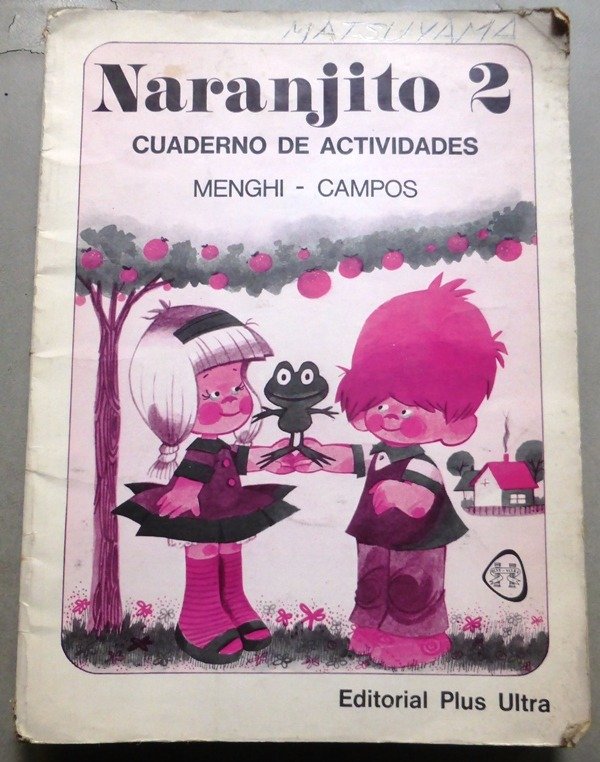 MATSUYAMA
Naranjito 2
CUADERNO DE ACTIVIDADES
MENGHI - CAMPOS
Editorial Plus Ultra